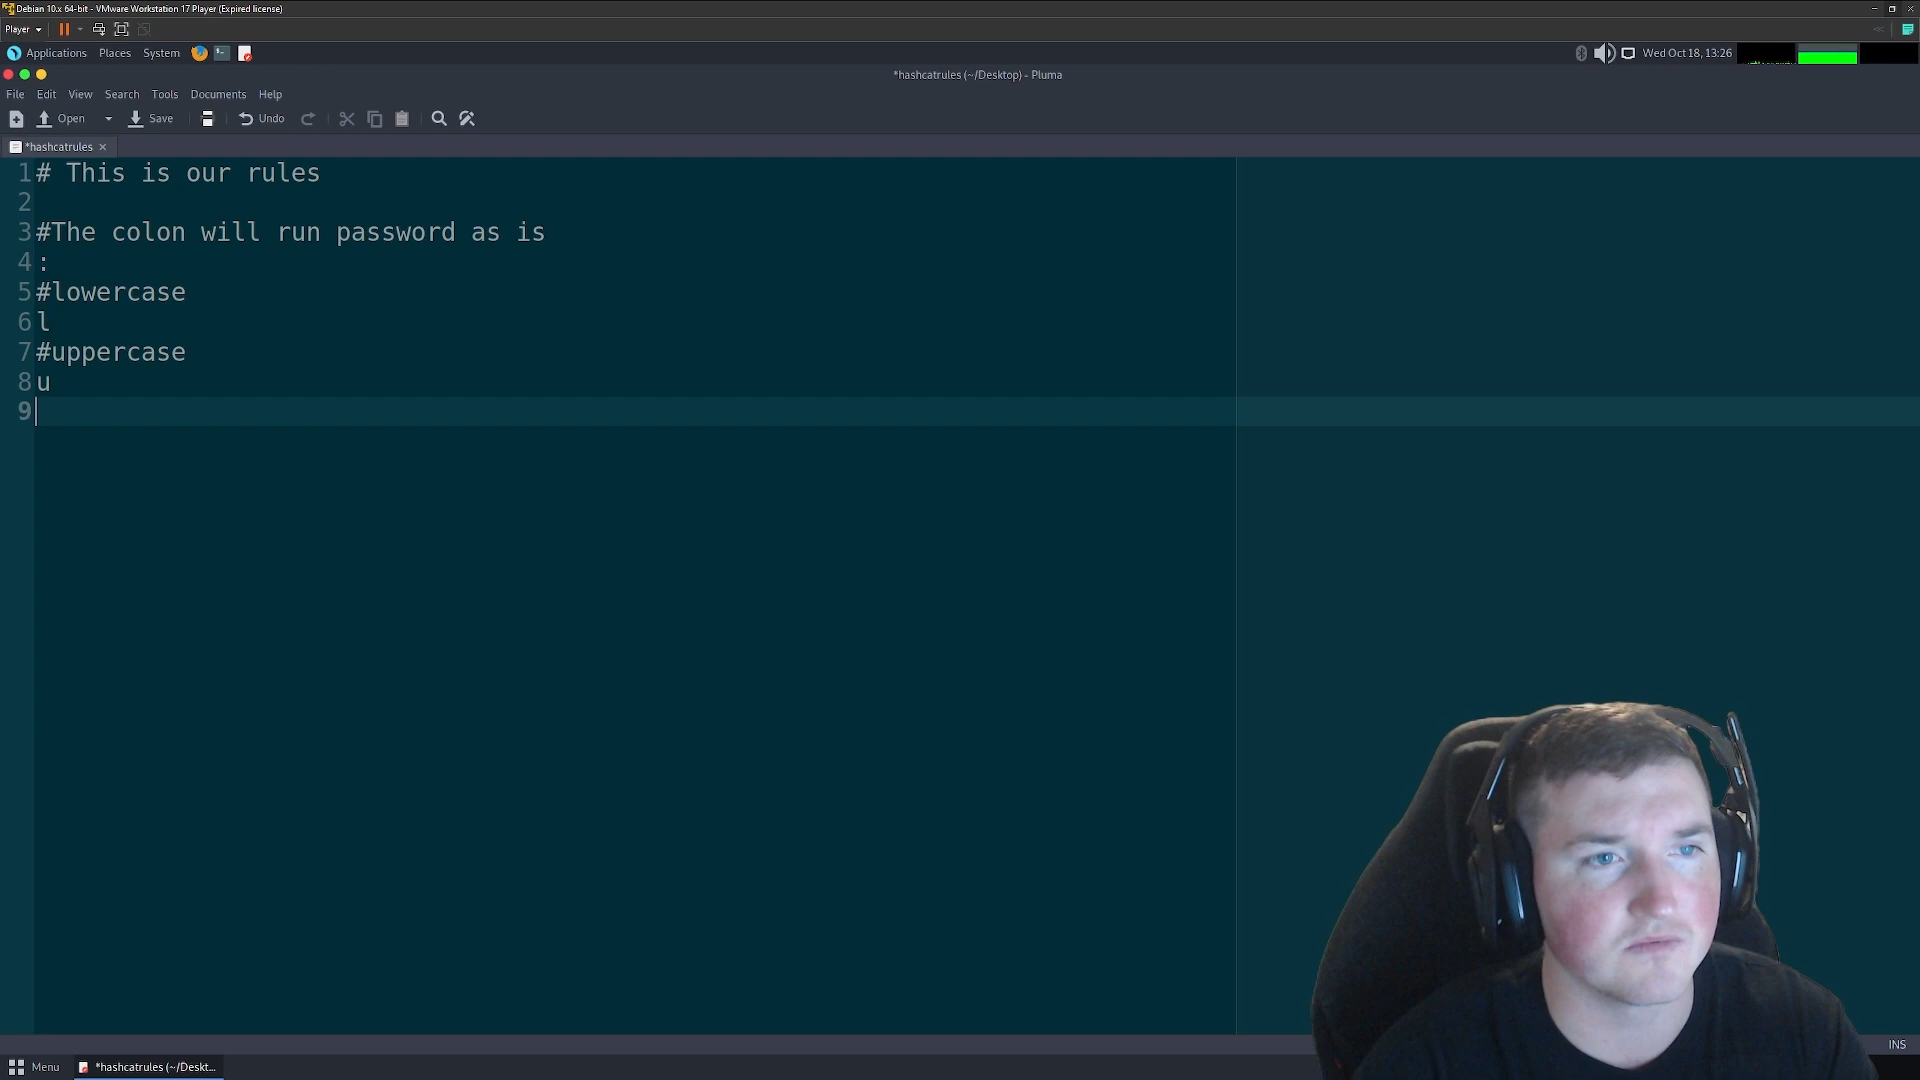 Debian 10.x 64-bit - VMware Workstation 17 Player (Expired license)
Player
Applications Places System Wed Oct 18, 13:26
*hashcatrules (~/Desktop) - Pluma
File Edit View Search Tools Documents Help
Open Save Undo
*hashcatrules
1 # This is our rules
2
3 #The colon will run password as is
4 :
5 #lowercase
6 l
7 #uppercase
8 u
9
INS
Menu *hashcatrules (~/Deskt...